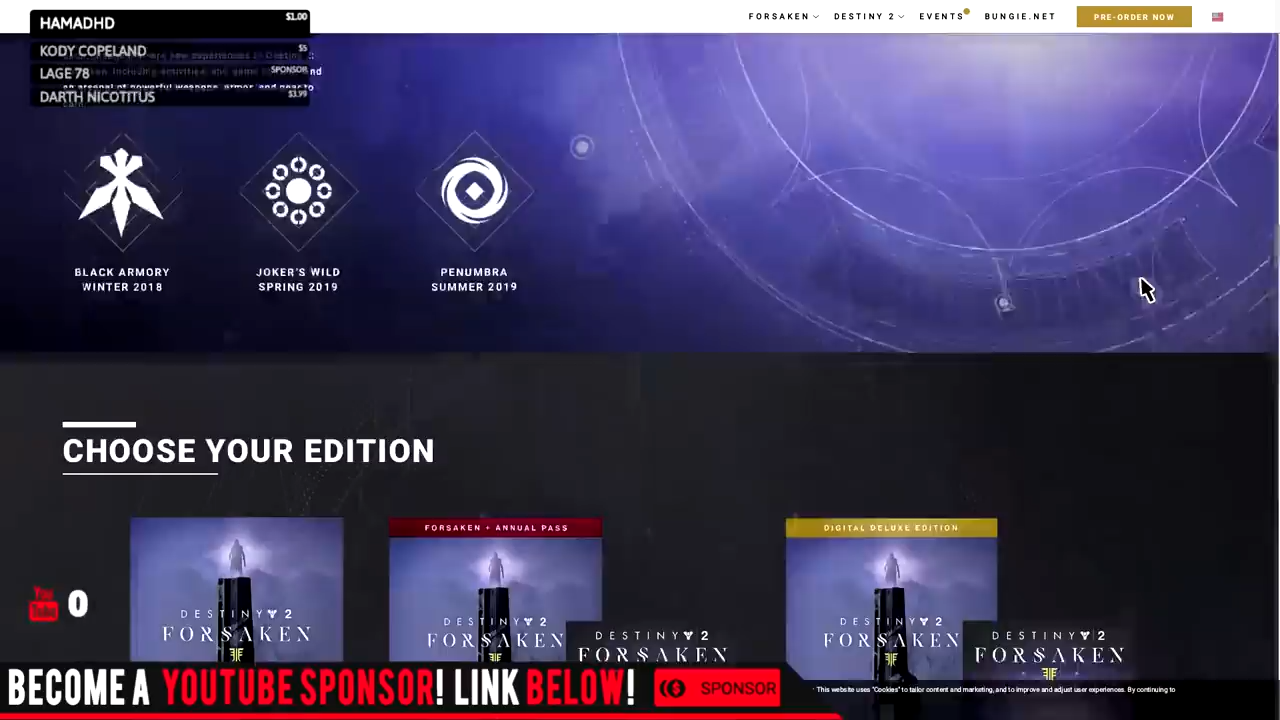 HAMADHD $1.00
KODY COPELAND $5
LAGE 78 SPONSOR
DARTH NICOTITUS $3.99
FORSAKEN DESTINY 2 EVENTS BUNGIE.NET PRE-ORDER NOW
BLACK ARMORY
WINTER 2018
JOKER'S WILD
SPRING 2019
PENUMBRA
SUMMER 2019
CHOOSE YOUR EDITION
DESTINY 2
FORSAKEN
FORSAKEN + ANNUAL PASS
DESTINY 2
FORSAKEN
DESTINY 2
FORSAKEN
DIGITAL DELUXE EDITION
DESTINY 2
FORSAKEN
DESTINY 2
FORSAKEN
You
Tube
0
BECOME A YOUTUBE SPONSOR! LINK BELOW!
SPONSOR
This website uses "Cookies" to tailor content and marketing, and to improve and adjust user experiences. By continuing to